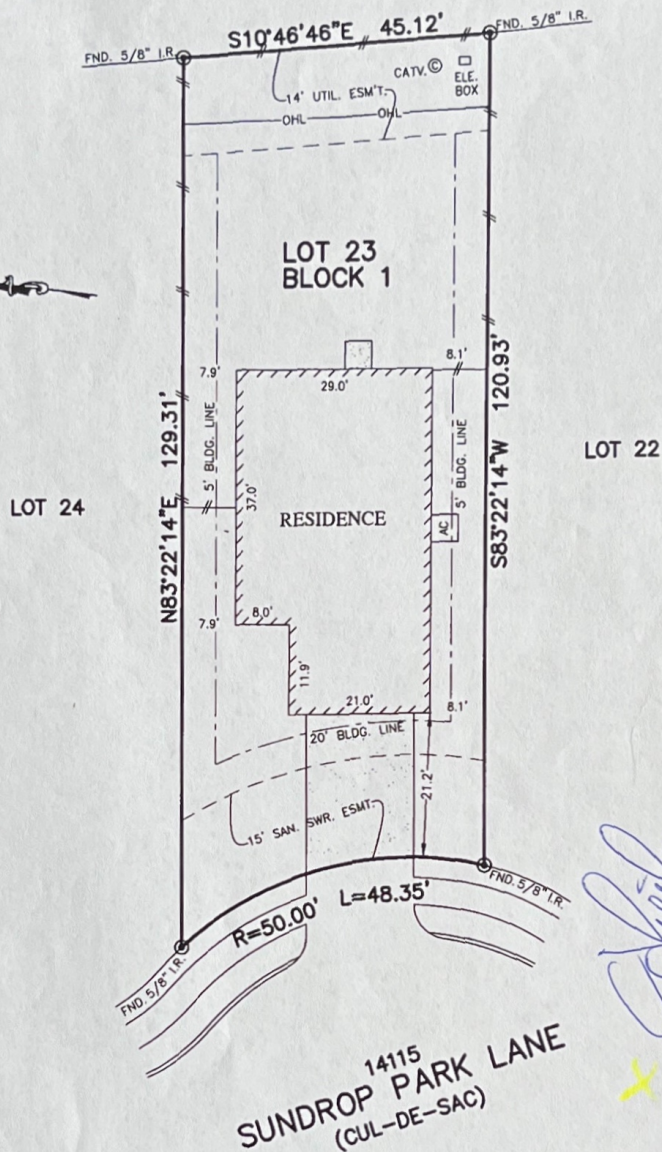 S10°46'46"E 45.12'
FND. 5/8" I.R.
FND. 5/8" I.R.
CATV. ©
ELE.
BOX
14' UTIL. ESM'T.
OHL
OHL
LOT 23
BLOCK 1
7.9'
8.1'
29.0'
N83°22'14"E 129.31'
5' BLDG. LINE
37.0'
5' BLDG. LINE
S83°22'14"W 120.93'
LOT 22
LOT 24
RESIDENCE
AC
7.9'
8.0'
11.9'
21.0'
8.1'
20' BLDG. LINE
21.2'
15' SAN. SWR. ESMT.
FND. 5/8" I.R.
R=50.00' L=48.35'
FND. 5/8" I.R.
14115
SUNDROP PARK LANE
(CUL-DE-SAC)